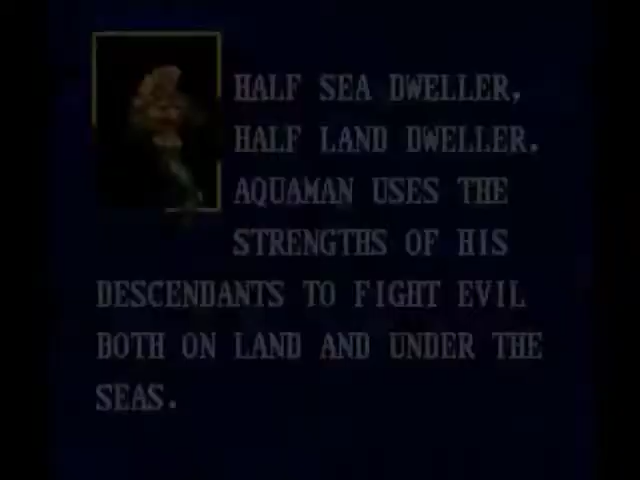 HALF SEA DWELLER,
HALF LAND DWELLER.
AQUAMAN USES THE
STRENGTHS OF HIS
DESCENDANTS TO FIGHT EVIL
BOTH ON LAND AND UNDER THE
SEAS.